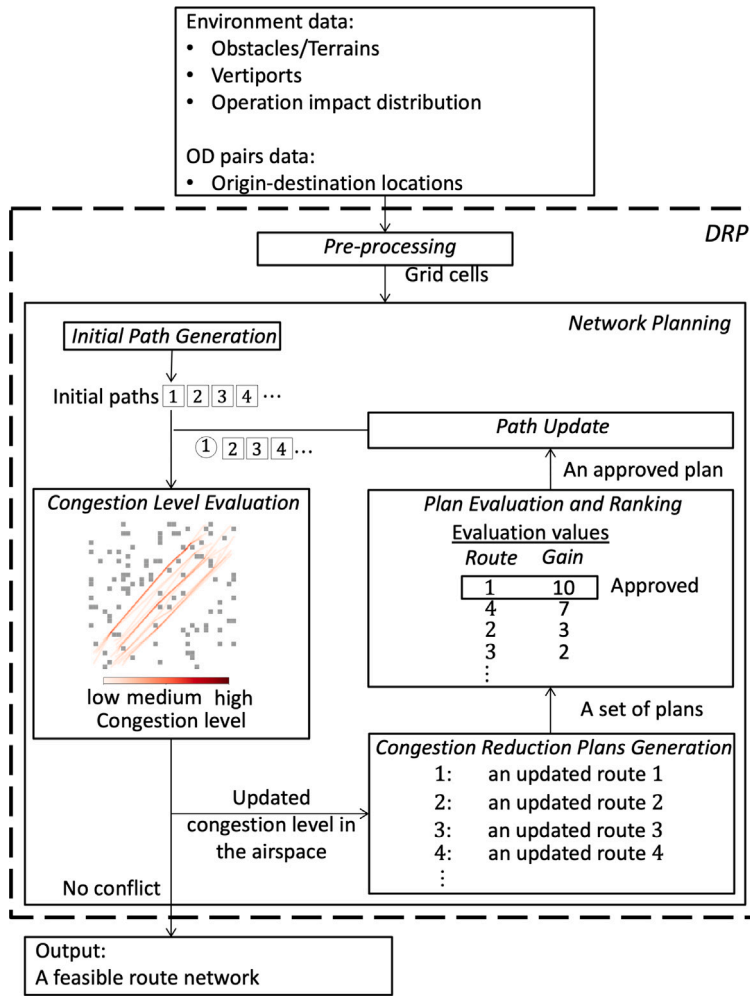 Environment data:
• Obstacles/Terrains
• Vertiports
• Operation impact distribution
OD pairs data:
• Origin-destination locations
DRP
Pre-processing
Grid cells
Network Planning
Initial Path Generation
Initial paths 1 2 3 4 ...
Path Update
1 2 3 4 ...
An approved plan
Congestion Level Evaluation
low medium high
Congestion level
Plan Evaluation and Ranking
Evaluation values
Route Gain
1 10 Approved
4 7
2 3
3 2
⋮
A set of plans
Congestion Reduction Plans Generation
1: an updated route 1
2: an updated route 2
3: an updated route 3
4: an updated route 4
⋮
Updated
congestion level in
the airspace
No conflict
Output:
A feasible route network